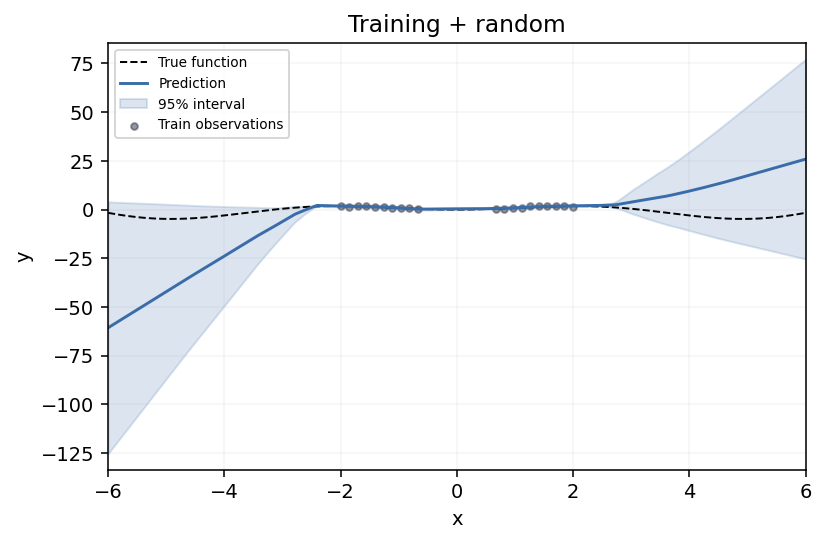 Training + random
True function
Prediction
95% interval
Train observations
75
50
25
0
−25
−50
−75
−100
−125
y
−6
−4
−2
0
2
4
6
x